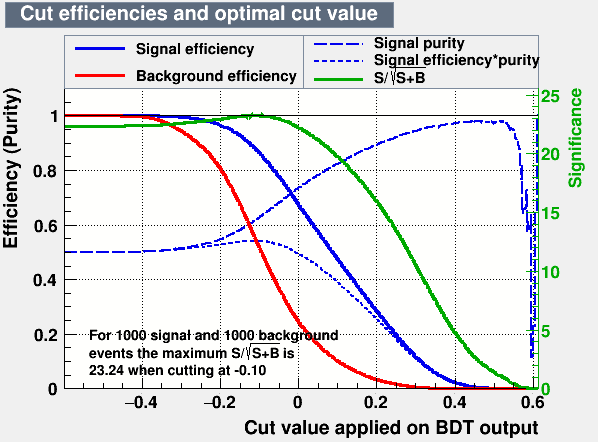 Cut efficiencies and optimal cut value
Signal efficiency
Background efficiency
Signal purity
Signal efficiency*purity
S/√S+B
Efficiency (Purity)
1
0.8
0.6
0.4
0.2
0
25
20
15
10
5
0
Significance
For 1000 signal and 1000 background
events the maximum S/√S+B is
23.24 when cutting at -0.10
−0.4 −0.2 0 0.2 0.4 0.6
Cut value applied on BDT output